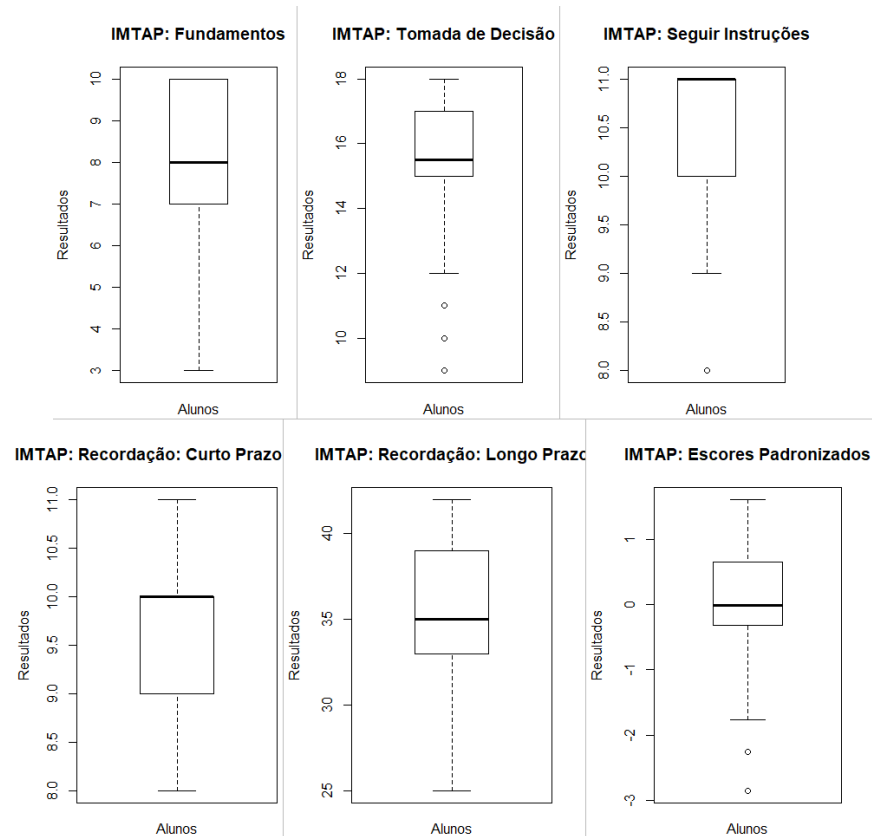 IMTAP: Fundamentos
Resultados
10
9
8
7
6
5
4
3
Alunos
IMTAP: Tomada de Decisão
Resultados
18
16
14
12
10
Alunos
IMTAP: Seguir Instruções
Resultados
11.0
10.5
10.0
9.5
9.0
8.5
8.0
Alunos
IMTAP: Recordação: Curto Prazo
Resultados
11.0
10.5
10.0
9.5
9.0
8.5
8.0
Alunos
IMTAP: Recordação: Longo Prazo
Resultados
40
35
30
25
Alunos
IMTAP: Escores Padronizados
Resultados
1
0
-1
-2
-3
Alunos